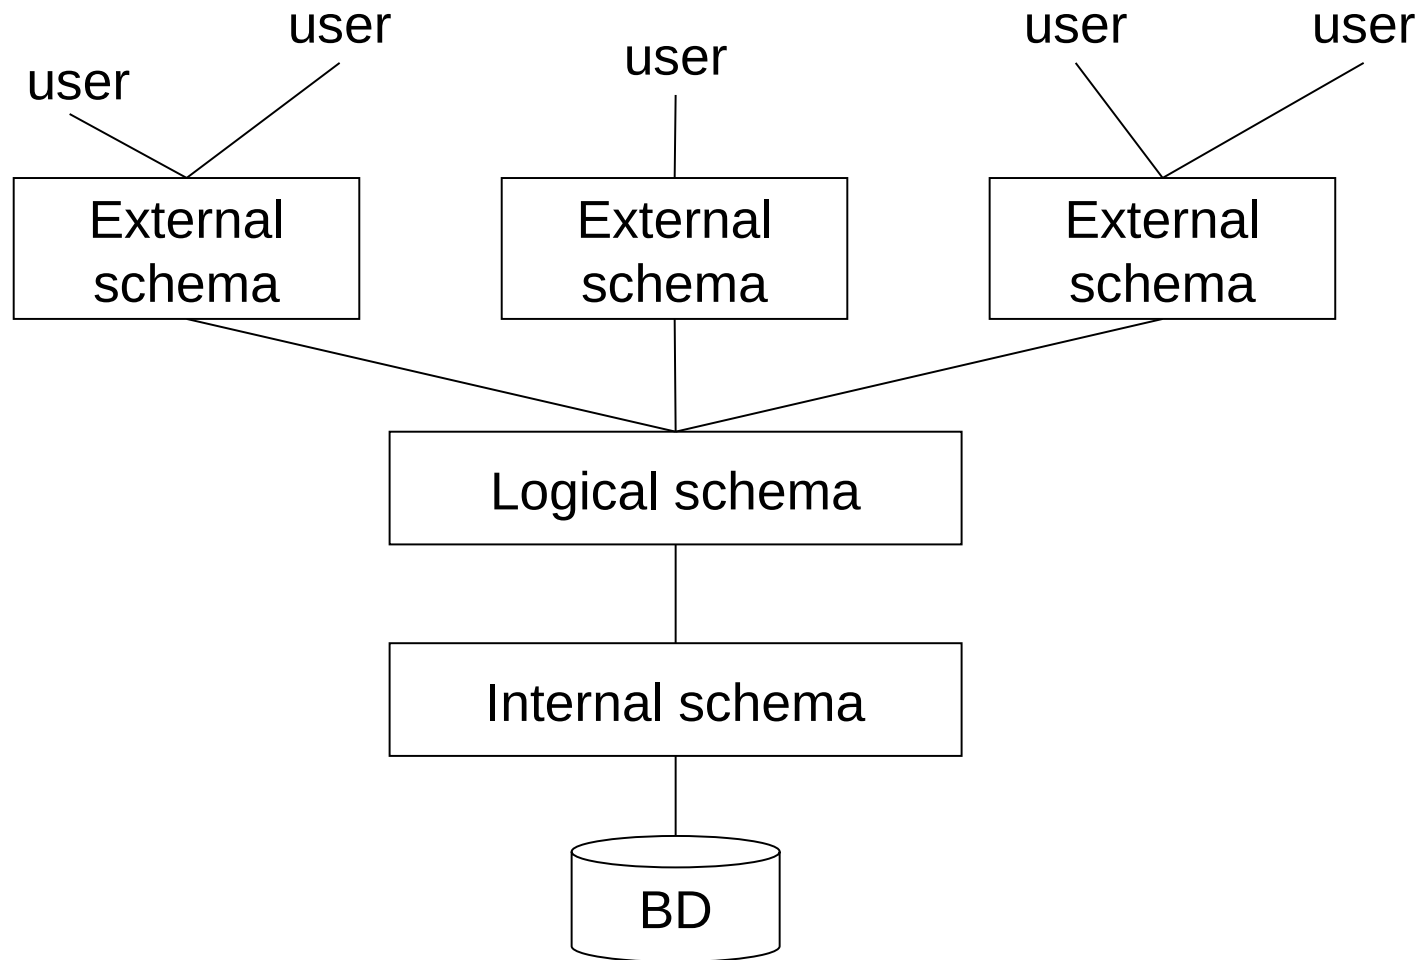 user
user
user
user
user
External
schema
External
schema
External
schema
Logical schema
Internal schema
BD